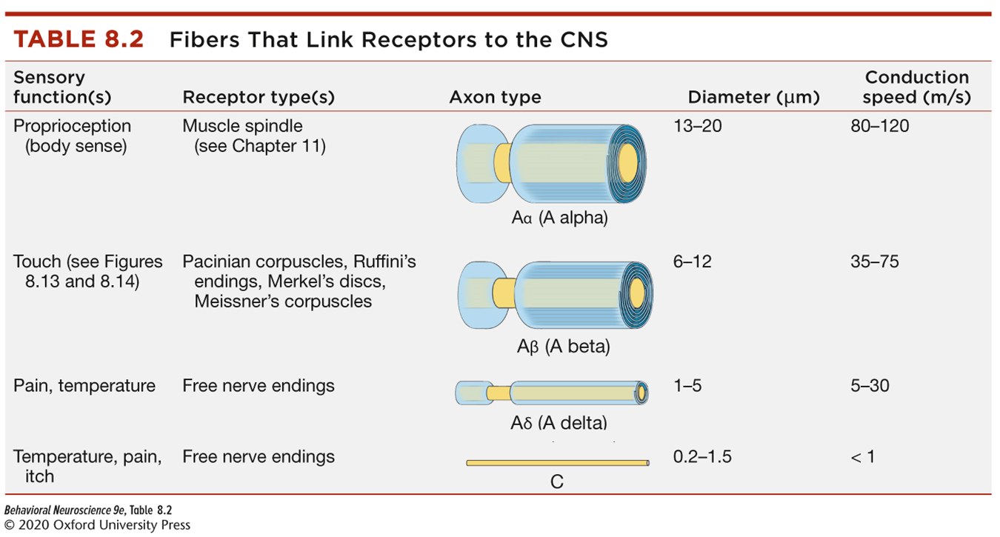 TABLE 8.2 Fibers That Link Receptors to the CNS
Sensory function(s) Receptor type(s) Axon type Diameter (μm) Conduction speed (m/s)
Proprioception Muscle spindle 13–20 80–120
(body sense) (see Chapter 11)
Aα (A alpha)
Touch (see Figures Pacinian corpuscles, Ruffini’s 6–12 35–75
8.13 and 8.14) endings, Merkel’s discs,
Meissner’s corpuscles
Aβ (A beta)
Pain, temperature Free nerve endings 1–5 5–30
Aδ (A delta)
Temperature, pain, Free nerve endings 0.2–1.5 < 1
itch
C
Behavioral Neuroscience 9e, Table 8.2
© 2020 Oxford University Press